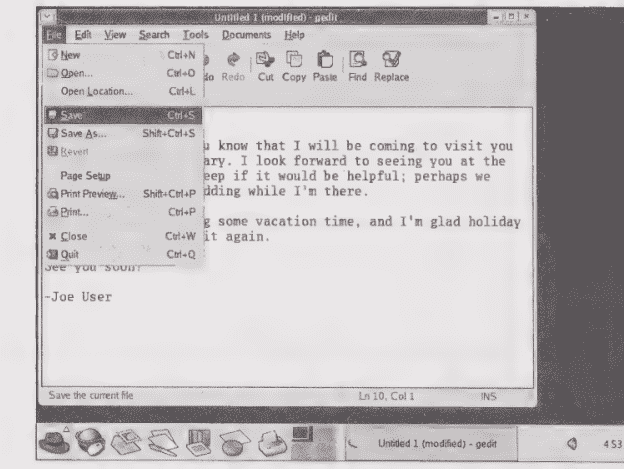 Untitled 1 (modified) - gedit
File Edit View Search Tools Documents Help
New Ctrl+N
Open... Ctrl+O
Open Location... Ctrl+L
Save Ctrl+S
Save As... Shift+Ctrl+S
Revert
Page Setup
Print Preview... Shift+Ctrl+P
Print... Ctrl+P
Close Ctrl+W
Quit Ctrl+Q
do Redo Cut Copy Paste Find Replace
know that I will be coming to visit you
ary. I look forward to seeing you at the
eep if it would be helpful; perhaps we
dding while I'm there.
g some vacation time, and I'm glad holiday
it again.
See you soon!
-Joe User
Save the current file Ln 10, Col 1 INS
Untitled 1 (modified) - gedit 4:53